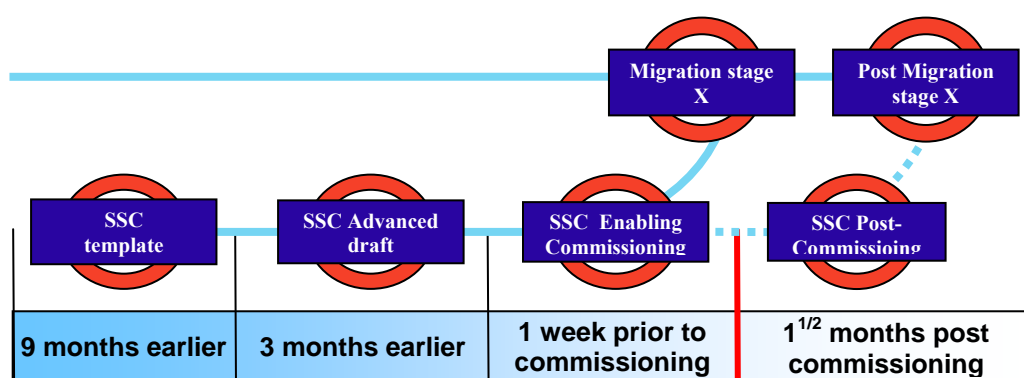 Migration stage
X
Post Migration
stage X
SSC
template
SSC Advanced
draft
SSC Enabling
Commissioning
SSC Post-
Commissioing
9 months earlier
3 months earlier
1 week prior to
commissioning
1 1/2 months post
commissioning